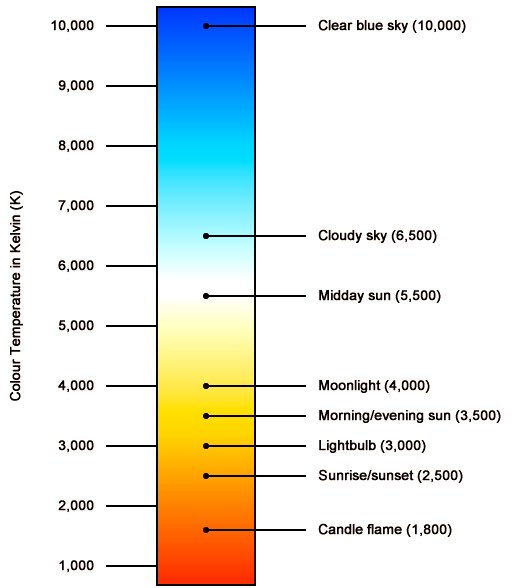 Colour Temperature in Kelvin (K)
10,000
Clear blue sky (10,000)
9,000
8,000
7,000
Cloudy sky (6,500)
6,000
Midday sun (5,500)
5,000
4,000
Moonlight (4,000)
Morning/evening sun (3,500)
3,000
Lightbulb (3,000)
Sunrise/sunset (2,500)
2,000
Candle flame (1,800)
1,000